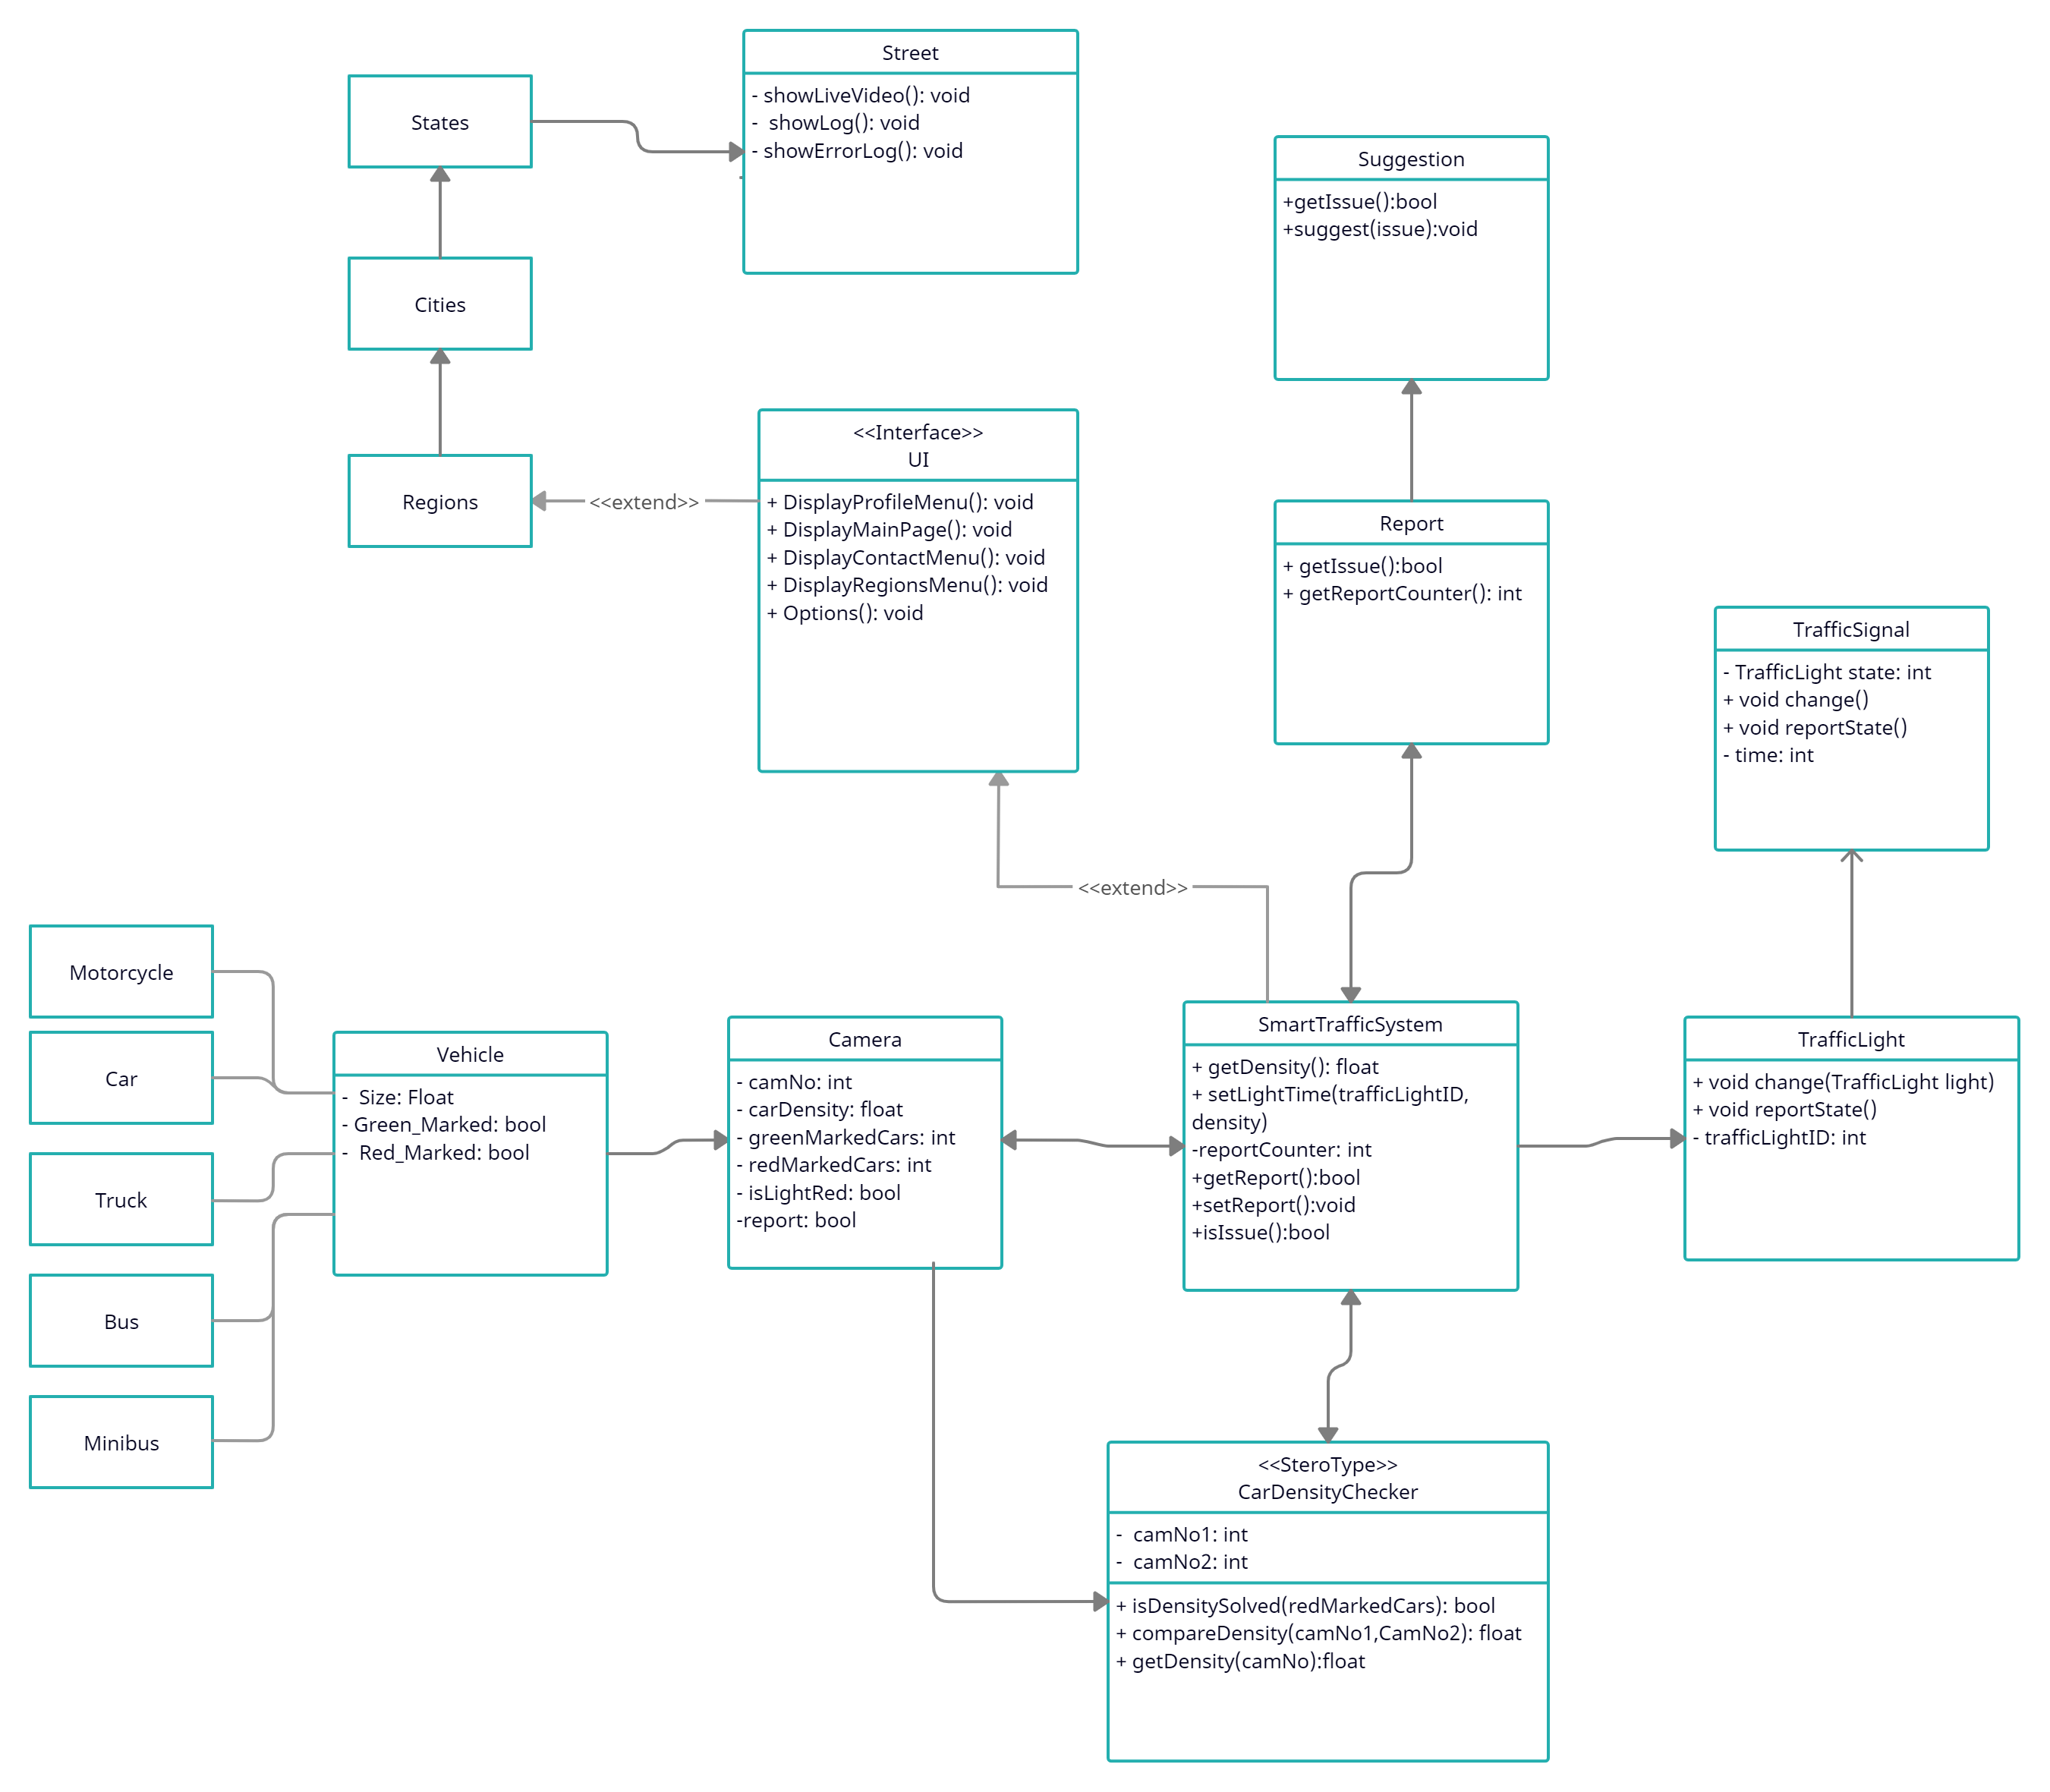 Street
- showLiveVideo(): void
-  showLog(): void
- showErrorLog(): void
States
Cities
Regions
<<extend>>
<<Interface>>
UI
+ DisplayProfileMenu(): void
+ DisplayMainPage(): void
+ DisplayContactMenu(): void
+ DisplayRegionsMenu(): void
+ Options(): void
Suggestion
+getIssue():bool
+suggest(issue):void
Report
+ getIssue():bool
+ getReportCounter(): int
TrafficSignal
- TrafficLight state: int
+ void change()
+ void reportState()
- time: int
<<extend>>
Motorcycle
Car
Truck
Bus
Minibus
Vehicle
-  Size: Float
- Green_Marked: bool
-  Red_Marked: bool
Camera
- camNo: int
- carDensity: float
- greenMarkedCars: int
- redMarkedCars: int
- isLightRed: bool
-report: bool
SmartTrafficSystem
+ getDensity(): float
+ setLightTime(trafficLightID,
density)
-reportCounter: int
+getReport():bool
+setReport():void
+isIssue():bool
TrafficLight
+ void change(TrafficLight light)
+ void reportState()
- trafficLightID: int
<<SteroType>>
CarDensityChecker
-  camNo1: int
-  camNo2: int
+ isDensitySolved(redMarkedCars): bool
+ compareDensity(camNo1,CamNo2): float
+ getDensity(camNo):float